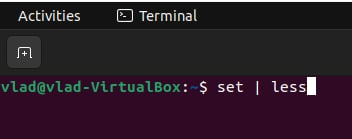 Activities Terminal
vlad@vlad-VirtualBox:~$ set | less